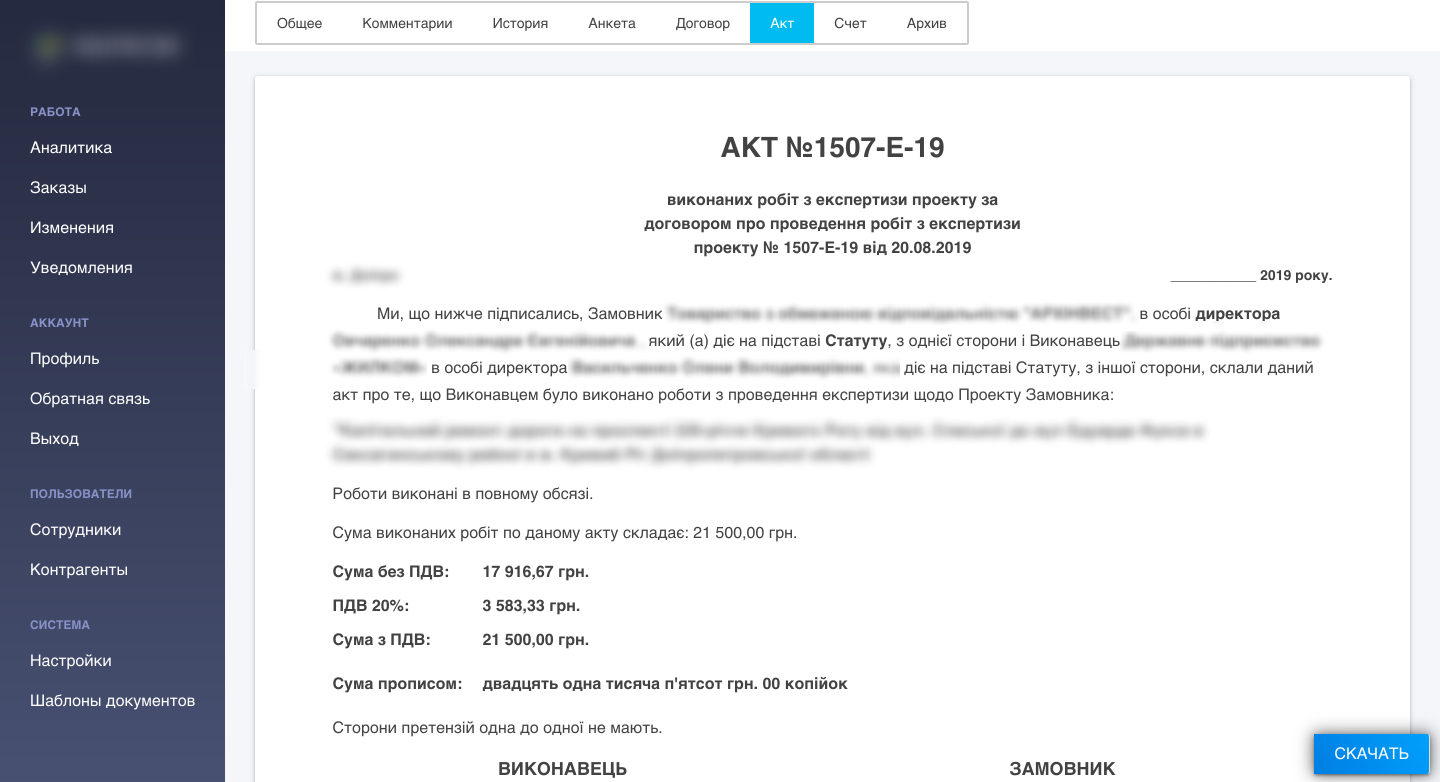 Общее Комментарии История Анкета Договор Акт Счет Архив
РАБОТА
Аналитика
Заказы
Изменения
Уведомления
АККАУНТ
Профиль
Обратная связь
Выход
ПОЛЬЗОВАТЕЛИ
Сотрудники
Контрагенты
СИСТЕМА
Настройки
Шаблоны документов
АКТ №1507-Е-19
виконаних робіт з експертизи проекту за
договором про проведення робіт з експертизи
проекту № 1507-Е-19 від 20.08.2019
___________ 2019 року.
Ми, що нижче підписались, Замовник в особі директора
який (а) діє на підставі Статуту, з однієї сторони і Виконавець
в особі директора діє на підставі Статуту, з іншої сторони, склали даний
акт про те, що Виконавцем було виконано роботи з проведення експертизи щодо Проекту Замовника:
Роботи виконані в повному обсязі.
Сума виконаних робіт по даному акту складає: 21 500,00 грн.
Сума без ПДВ: 17 916,67 грн.
ПДВ 20%: 3 583,33 грн.
Сума з ПДВ: 21 500,00 грн.
Сума прописом: двадцять одна тисяча п'ятсот грн. 00 копійок
Сторони претензій одна до одної не мають.
ВИКОНАВЕЦЬ ЗАМОВНИК
СКАЧАТЬ